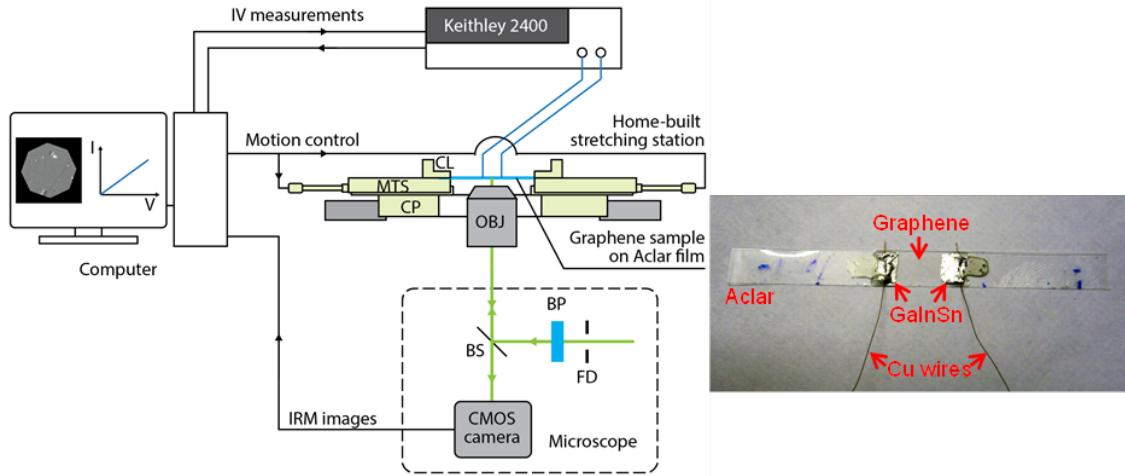 IV measurements
Keithley 2400
Motion control
Home-built
stretching station
I
V
CL
MTS
CP
OBJ
Computer
Graphene sample
on Aclar film
BP
BS
FD
IRM images
CMOS
camera
Microscope
Graphene
Aclar
GaInSn
Cu wires